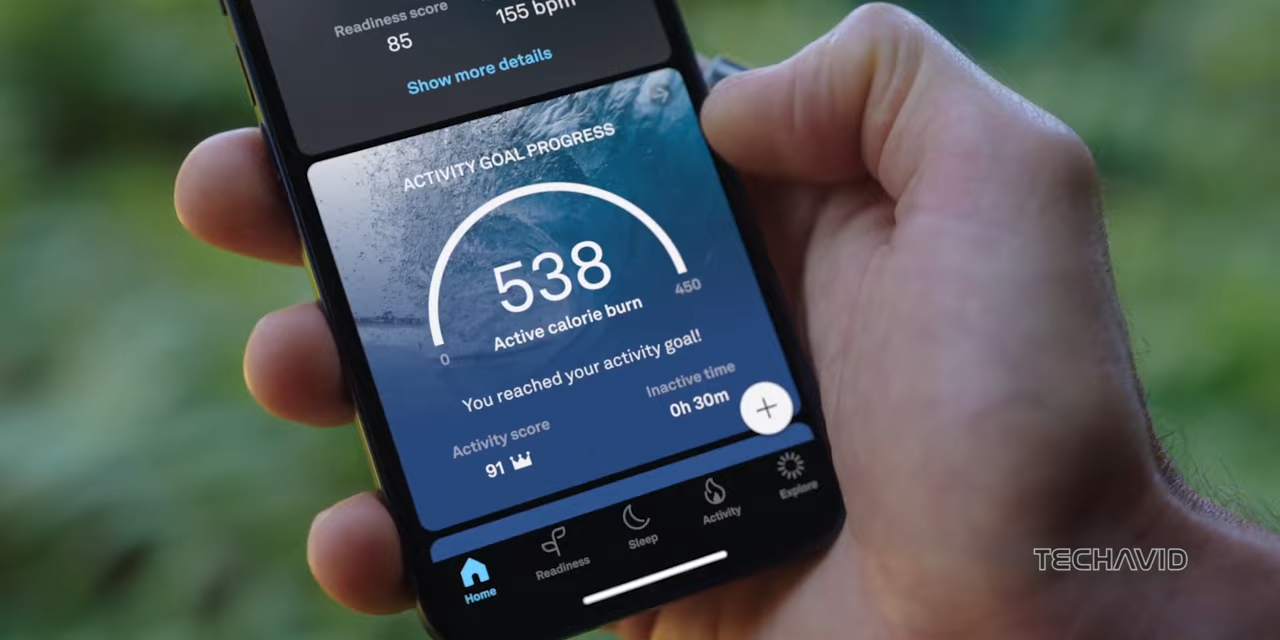 Readiness score
85
155 bpm
Show more details
ACTIVITY GOAL PROGRESS
538
Active calorie burn
0
450
You reached your activity goal!
Activity score
91
Inactive time
0h 30m
Home
Readiness
Sleep
Activity
Explore
TECHAVID